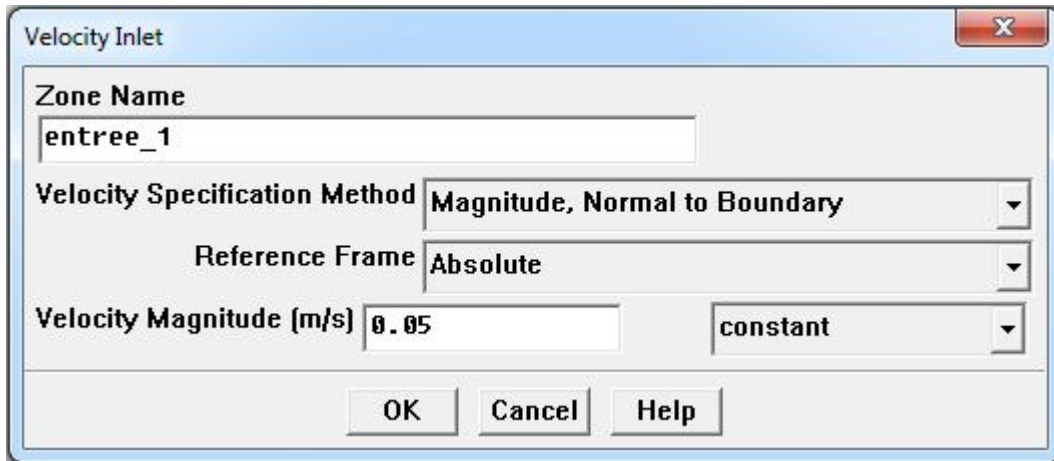 Velocity Inlet
Zone Name
entree_1
Velocity Specification Method Magnitude, Normal to Boundary
Reference Frame Absolute
Velocity Magnitude (m/s) 0.05 constant
OK Cancel Help